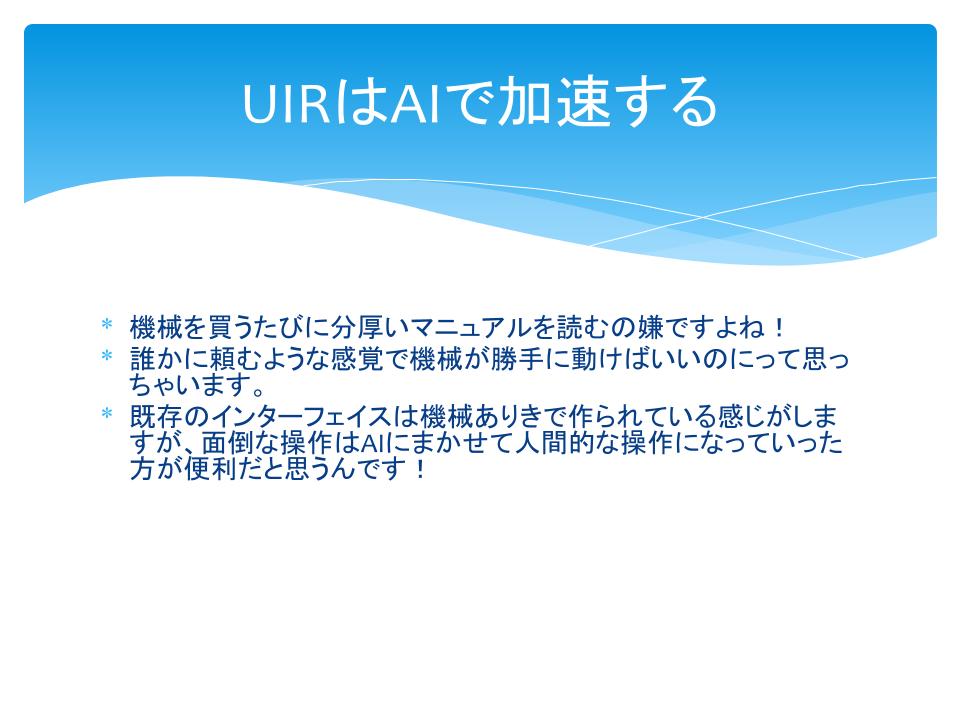 UIRはAIで加速する
* 機械を買うたびに分厚いマニュアルを読むの嫌ですよね！
* 誰かに頼むような感覚で機械が勝手に動けばいいのにって思っ
ちゃいます。
* 既存のインターフェイスは機械ありきで作られている感じがしま
すが、面倒な操作はAIにまかせて人間的な操作になっていった
方が便利だと思うんです！